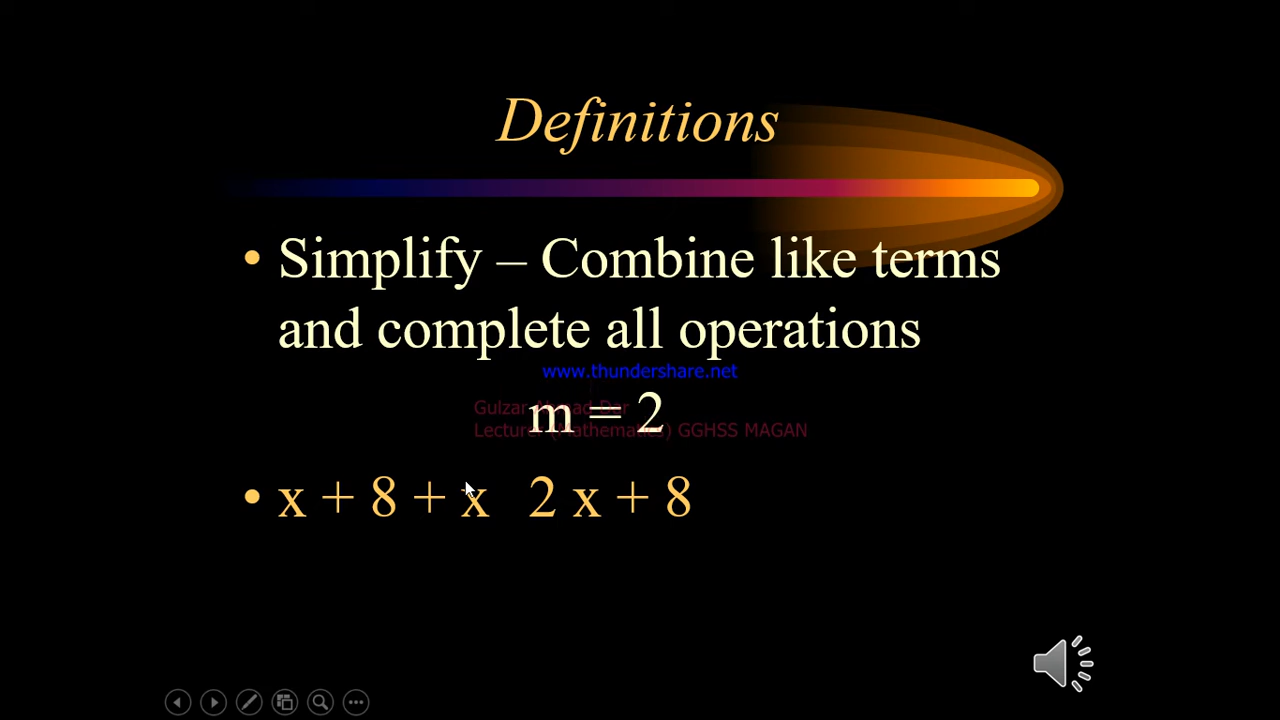 Definitions
• Simplify – Combine like terms
and complete all operations
www.thundershare.net
Gulzar Ahmad Dar
m = 2
Lecturer (Mathematics) GGHSS MAGAN
• x + 8 + x 2 x + 8